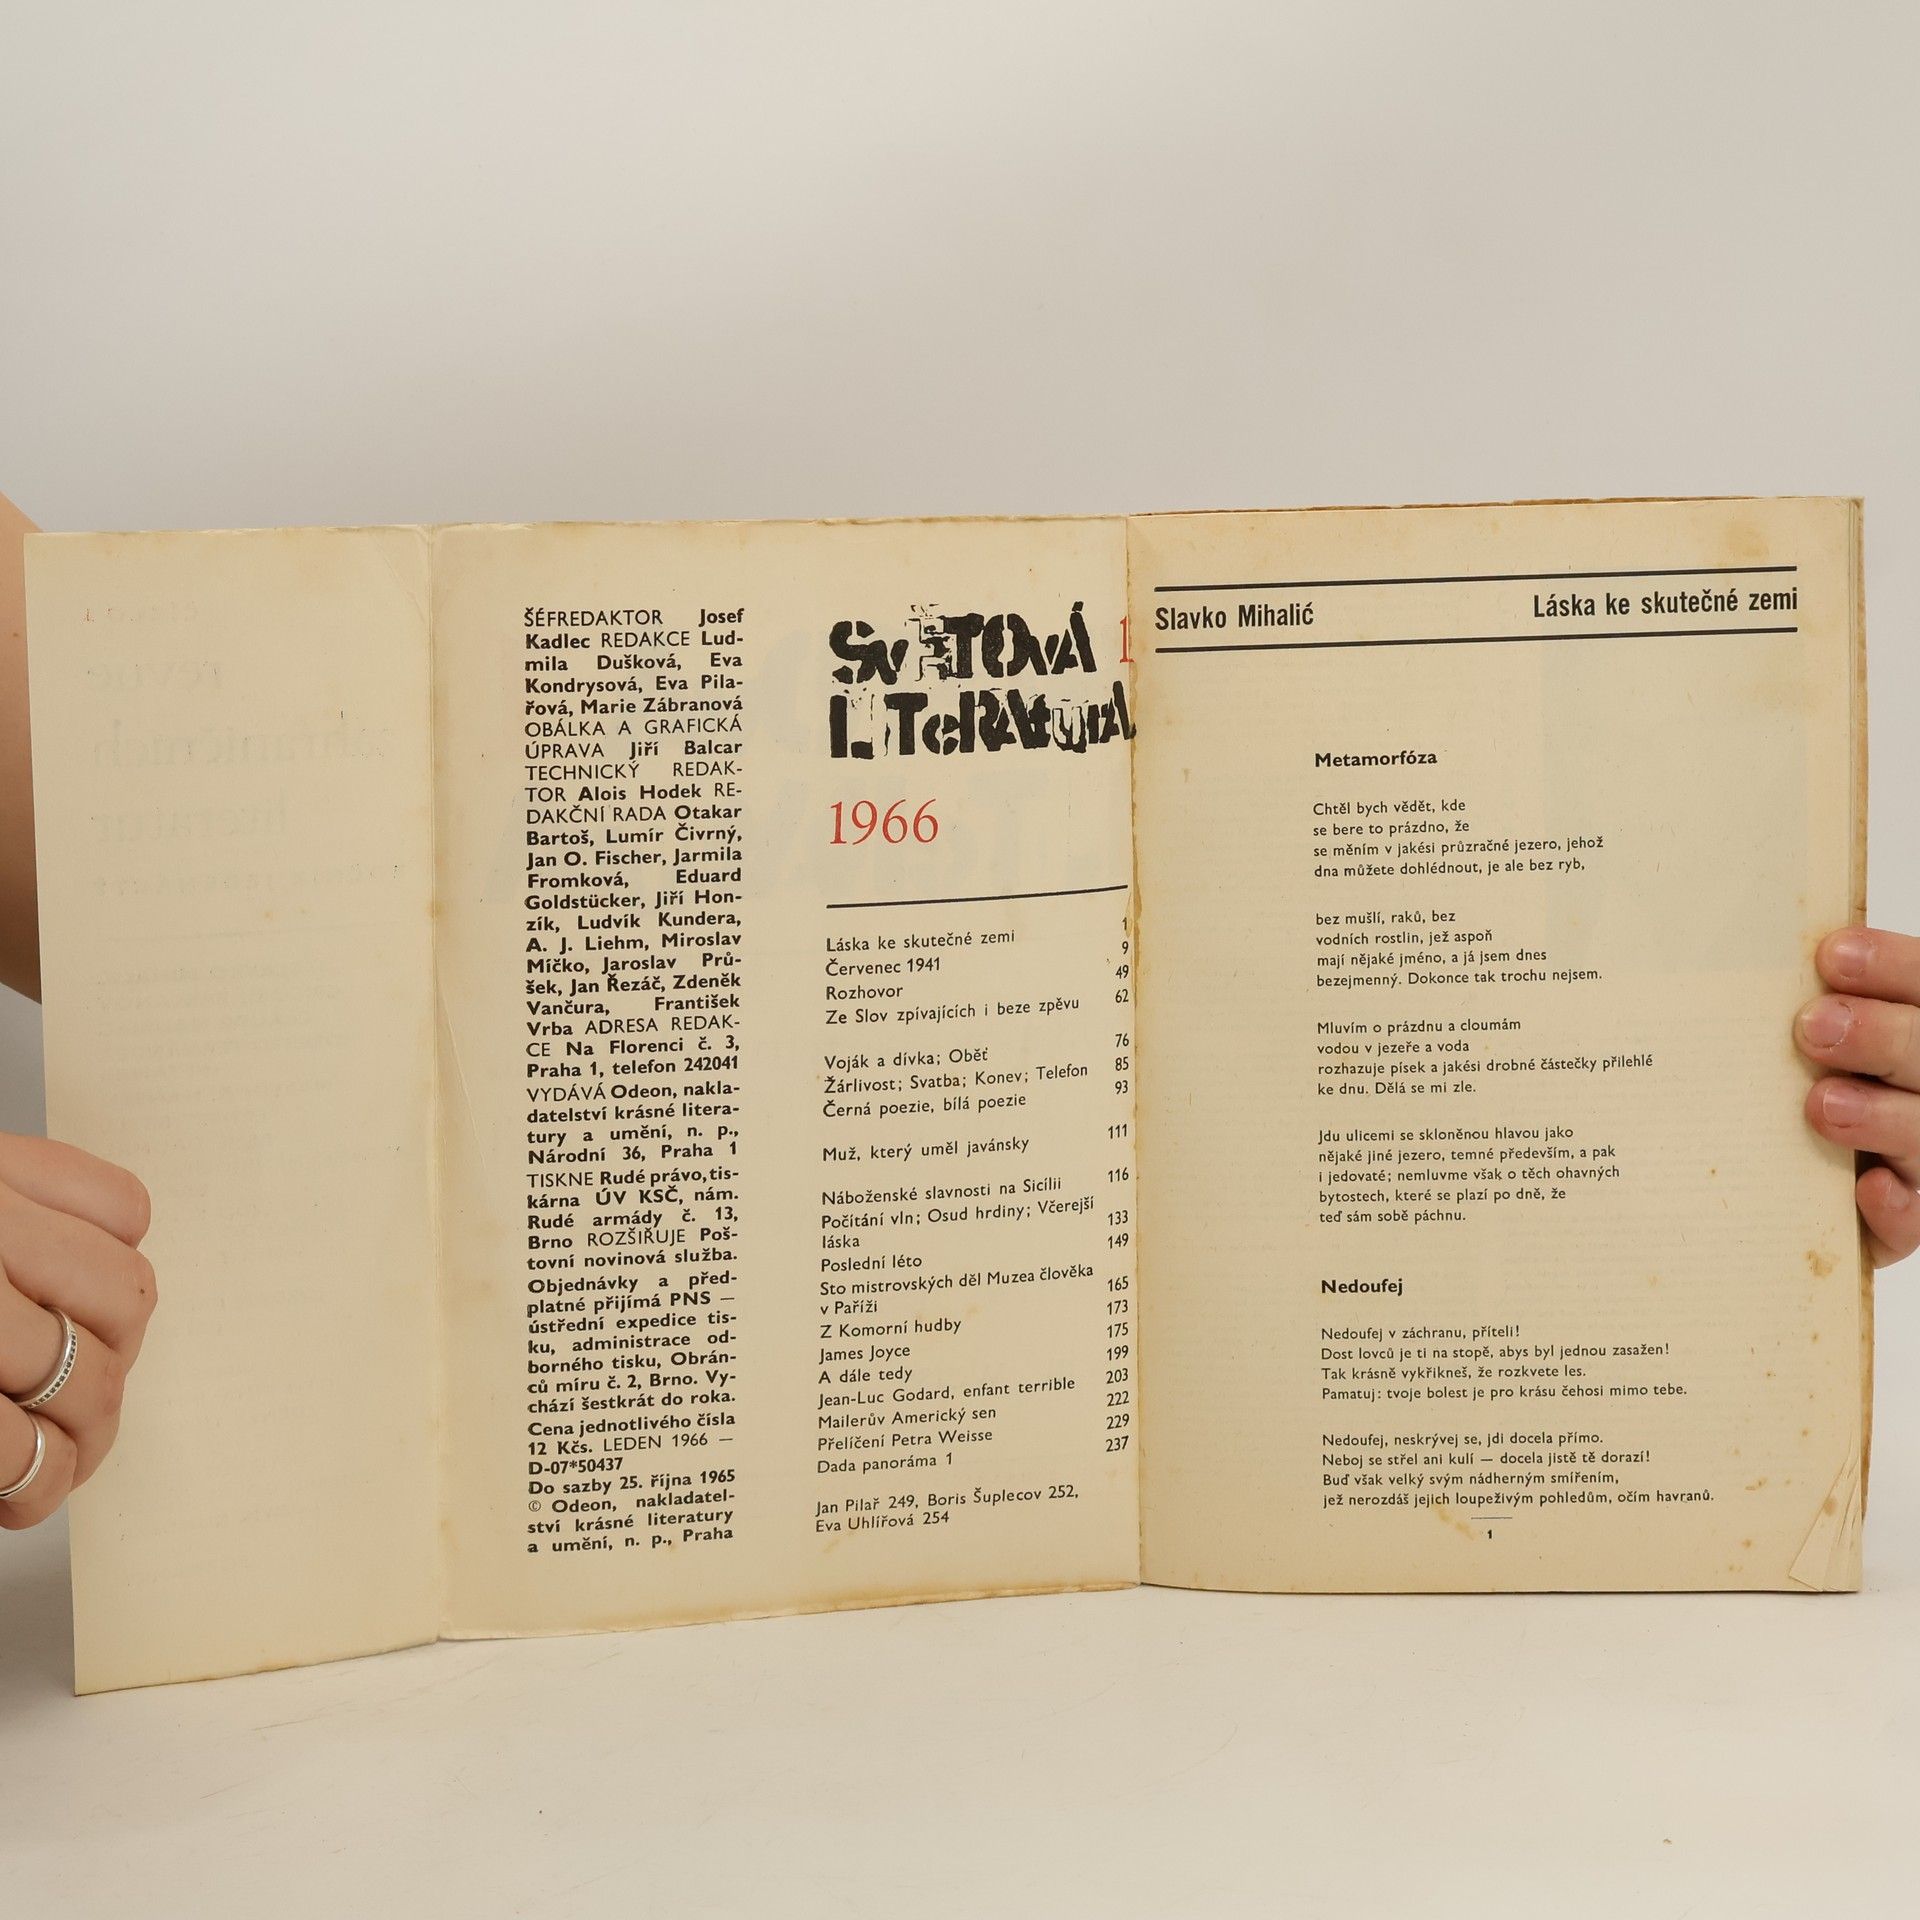 ŠÉFREDAKTOR Josef
Kadlec REDAKCE Lud-
mila Dušková, Eva
Kondrysová, Eva Pila-
řová, Marie Zábranová
OBÁLKA A GRAFICKÁ
ÚPRAVA Jiří Balcar
TECHNICKÝ REDAK-
TOR Alois Hodek RE-
DAKČNÍ RADA Otakar
Bartoš, Lumír Čivrný,
Jan O. Fischer, Jarmila
Fromková, Eduard
Goldstücker, Jiří Hon-
zík, Ludvík Kundera,
A. J. Liehm, Miroslav
Míčko, Jaroslav Prů-
šek, Jan Řezáč, Zdeněk
Vančura, František
Vrba ADRESA REDAK-
CE Na Florenci č. 3,
Praha 1, telefon 242041
VYDÁVÁ Odeon, nakla-
datelství krásné litera-
tury a umění, n. p.,
Národní 36, Praha 1
TISKNE Rudé právo, tis-
kárna ÚV KSČ, nám.
Rudé armády č. 13,
Brno ROZŠIŘUJE Poš-
tovní novinová služba.
Objednávky a před-
platné přijímá PNS —
ústřední expedice tis-
ku, administrace od-
borného tisku, Obrán-
ců míru č. 2, Brno. Vy-
chází šestkrát do roka.
Cena jednotlivého čísla
12 Kčs. LEDEN 1966 —
D-07*50437
Do sazby 25. října 1965
© Odeon, nakladatel-
ství krásné literatury
a umění, n. p., Praha
SvĚTOvÁ 1
LITeRAtuRA
1966
Láska ke skutečné zemi 1
Červenec 1941 9
Rozhovor 49
Ze Slov zpívajících i beze zpěvu 62
Voják a dívka; Oběť 76
Žárlivost; Svatba; Konev; Telefon 85
Černá poezie, bílá poezie 93
Muž, který uměl javánsky 111
Náboženské slavnosti na Sicílii 116
Počítání vln; Osud hrdiny; Včerejší
láska 133
Poslední léto 149
Sto mistrovských děl Muzea člověka
v Paříži 165
Z Komorní hudby 173
James Joyce 175
A dále tedy 199
Jean-Luc Godard, enfant terrible 203
Mailerův Americký sen 222
Přelíčení Petra Weisse 229
Dada panoráma 1 237
Jan Pilař 249, Boris Šuplecov 252,
Eva Uhlířová 254
Slavko Mihalić Láska ke skutečné zemi
Metamorfóza
Chtěl bych vědět, kde
se bere to prázdno, že
se měním v jakési průzračné jezero, jehož
dna můžete dohlédnout, je ale bez ryb,
bez mušlí, raků, bez
vodních rostlin, jež aspoň
mají nějaké jméno, a já jsem dnes
bezejmenný. Dokonce tak trochu nejsem.
Mluvím o prázdnu a cloumám
vodou v jezeře a voda
rozhazuje písek a jakési drobné částečky přilehlé
ke dnu. Dělá se mi zle.
Jdu ulicemi se skloněnou hlavou jako
nějaké jiné jezero, temné především, a pak
i jedovaté; nemluvme však o těch ohavných
bytostech, které se plazí po dně, že
teď sám sobě páchnu.
Nedoufej
Nedoufej v záchranu, příteli!
Dost lovců je ti na stopě, abys byl jednou zasažen!
Tak krásně vykřikneš, že rozkvete les.
Pamatuj: tvoje bolest je pro krásu čehosi mimo tebe.
Nedoufej, neskrývej se, jdi docela přímo.
Neboj se střel ani kulí — docela jistě tě dorazí!
Buď však velký svým nádherným smířením,
jež nerozdáš jejich loupeživým pohledům, očím havranů.
1